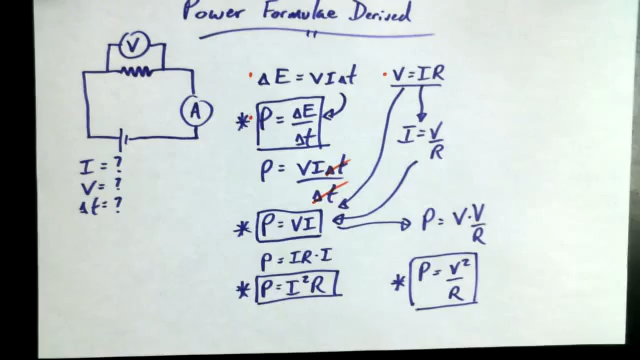 Power Formulae Derived
V
A
I = ?
V = ?
Δt = ?
• ΔE = VIΔt
* • P = ΔE/Δt
P = VIΔt/Δt
* P = VI
P = IR·I
* P = I²R
• V = IR
I = V/R
P = V·V/R
* P = V²/R